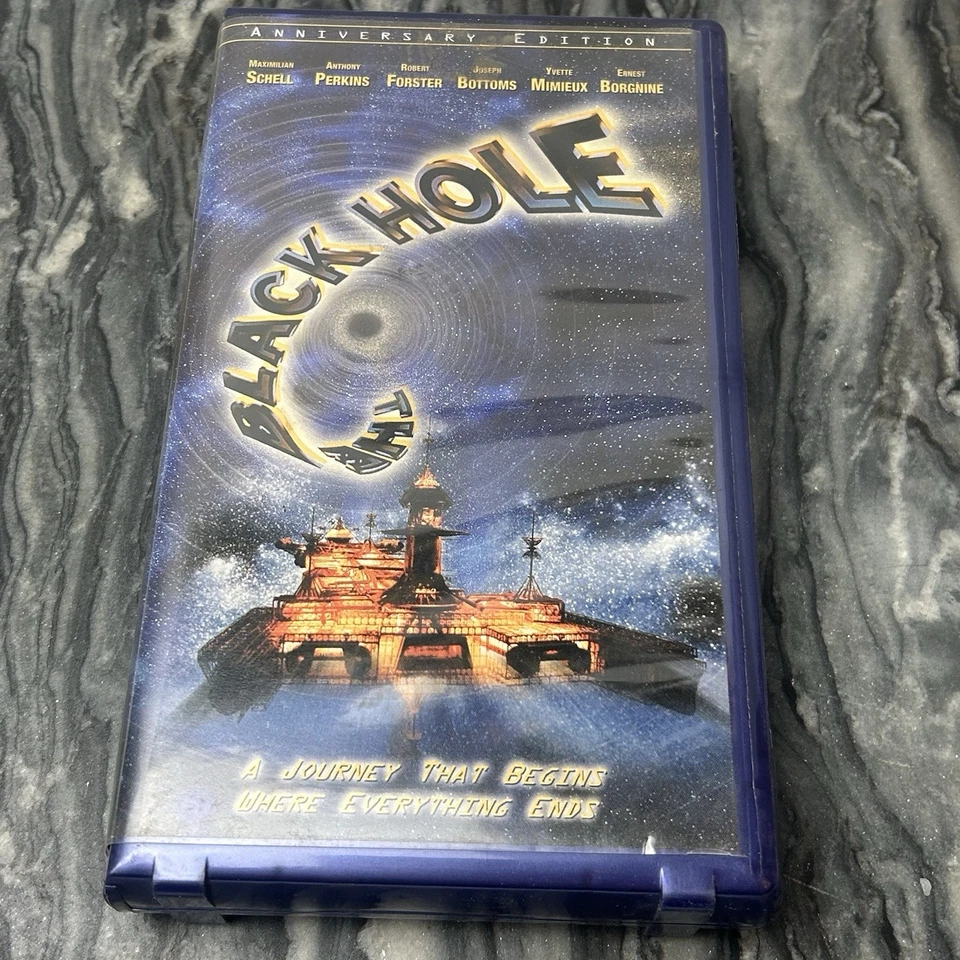 ANNIVERSARY EDITION
MAXIMILIAN SCHELL ANTHONY PERKINS ROBERT FORSTER JOSEPH BOTTOMS YVETTE MIMIEUX ERNEST BORGNINE
THE
BLACK HOLE
A JOURNEY THAT BEGINS
WHERE EVERYTHING ENDS